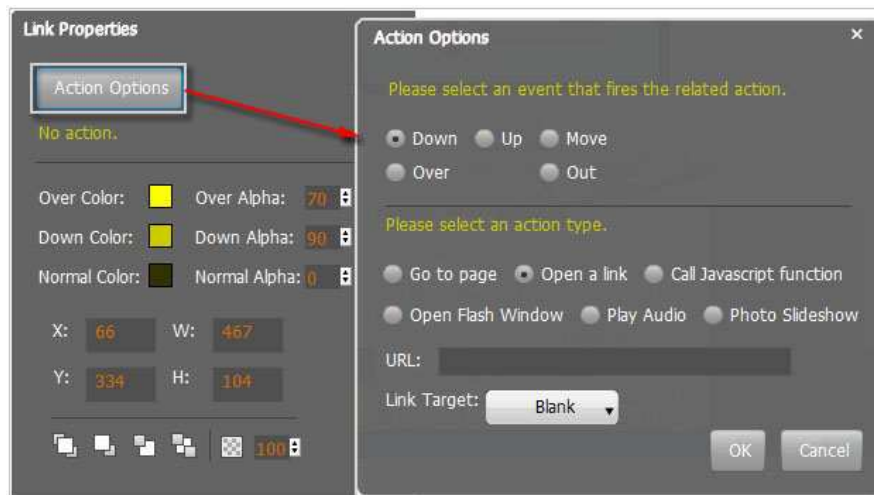 Link Properties
Action Options
No action.
Over Color: Over Alpha: 70
Down Color: Down Alpha: 90
Normal Color: Normal Alpha: 0
X: 66 W: 467
Y: 334 H: 104
100
Action Options
Please select an event that fires the related action.
Down Up Move
Over Out
Please select an action type.
Go to page Open a link Call Javascript function
Open Flash Window Play Audio Photo Slideshow
URL:
Link Target: Blank
OK Cancel